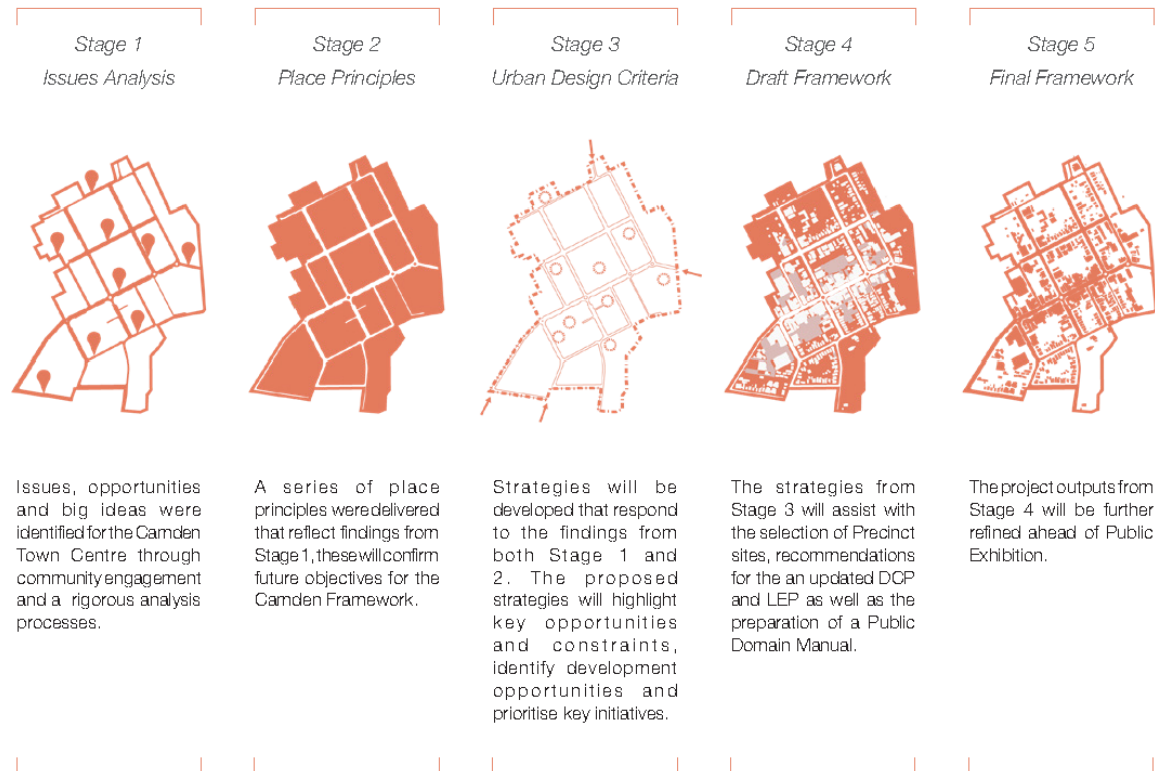 Stage 1
Issues Analysis
Issues, opportunities
and big ideas were
identified for the Camden
Town Centre through
community engagement
and a rigorous analysis
processes.
Stage 2
Place Principles
A series of place
principles were delivered
that reflect findings from
Stage 1, these will confirm
future objectives for the
Camden Framework.
Stage 3
Urban Design Criteria
Strategies will be
developed that respond
to the findings from
both Stage 1 and
2. The proposed
strategies will highlight
key opportunities
and constraints,
identify development
opportunities and
prioritise key initiatives.
Stage 4
Draft Framework
The strategies from
Stage 3 will assist with
the selection of Precinct
sites, recommendations
for the an updated DCP
and LEP as well as the
preparation of a Public
Domain Manual.
Stage 5
Final Framework
The project outputs from
Stage 4 will be further
refined ahead of Public
Exhibition.